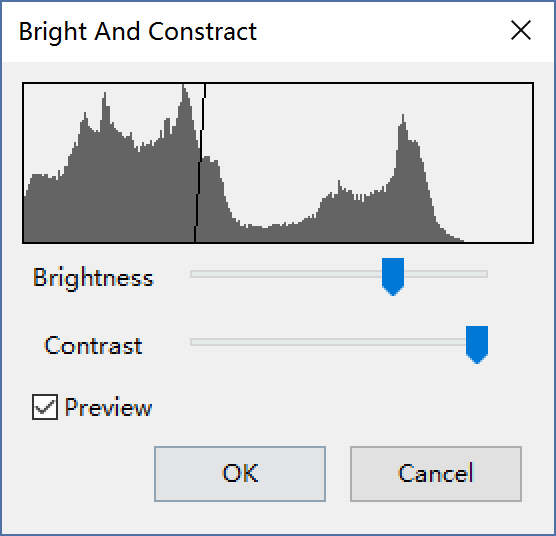 Bright And Constract
Brightness
Contrast
Preview
OK
Cancel